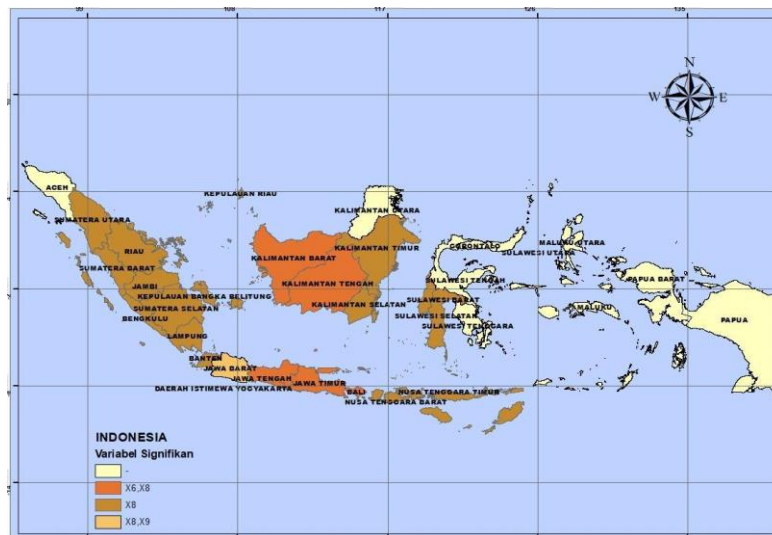 99 108 117 126 135
N
W E
S
ACEH
KEPULAUAN RIAU
SUMATERA UTARA
KALIMANTAN UTARA
RIAU
KALIMANTAN TIMUR
GORONTALO
MALUKU UTARA
SULAWESI UTARA
KALIMANTAN BARAT
SUMATERA BARAT
JAMBI
KALIMANTAN TENGAH
SULAWESI TENGAH
PAPUA BARAT
KEPULAUAN BANGKA BELITUNG
SULAWESI BARAT
SUMATERA SELATAN
KALIMANTAN SELATAN
MALUKU
BENGKULU
SULAWESI SELATAN
PAPUA
SULAWESI TENGGARA
LAMPUNG
BANTEN
JAWA BARAT
JAWA TENGAH
JAWA TIMUR
DAERAH ISTIMEWA YOGYAKARTA
BALI
NUSA TENGGARA TIMUR
NUSA TENGGARA BARAT
INDONESIA
Variabel Signifikan
-
X6,X8
X8
X8,X9